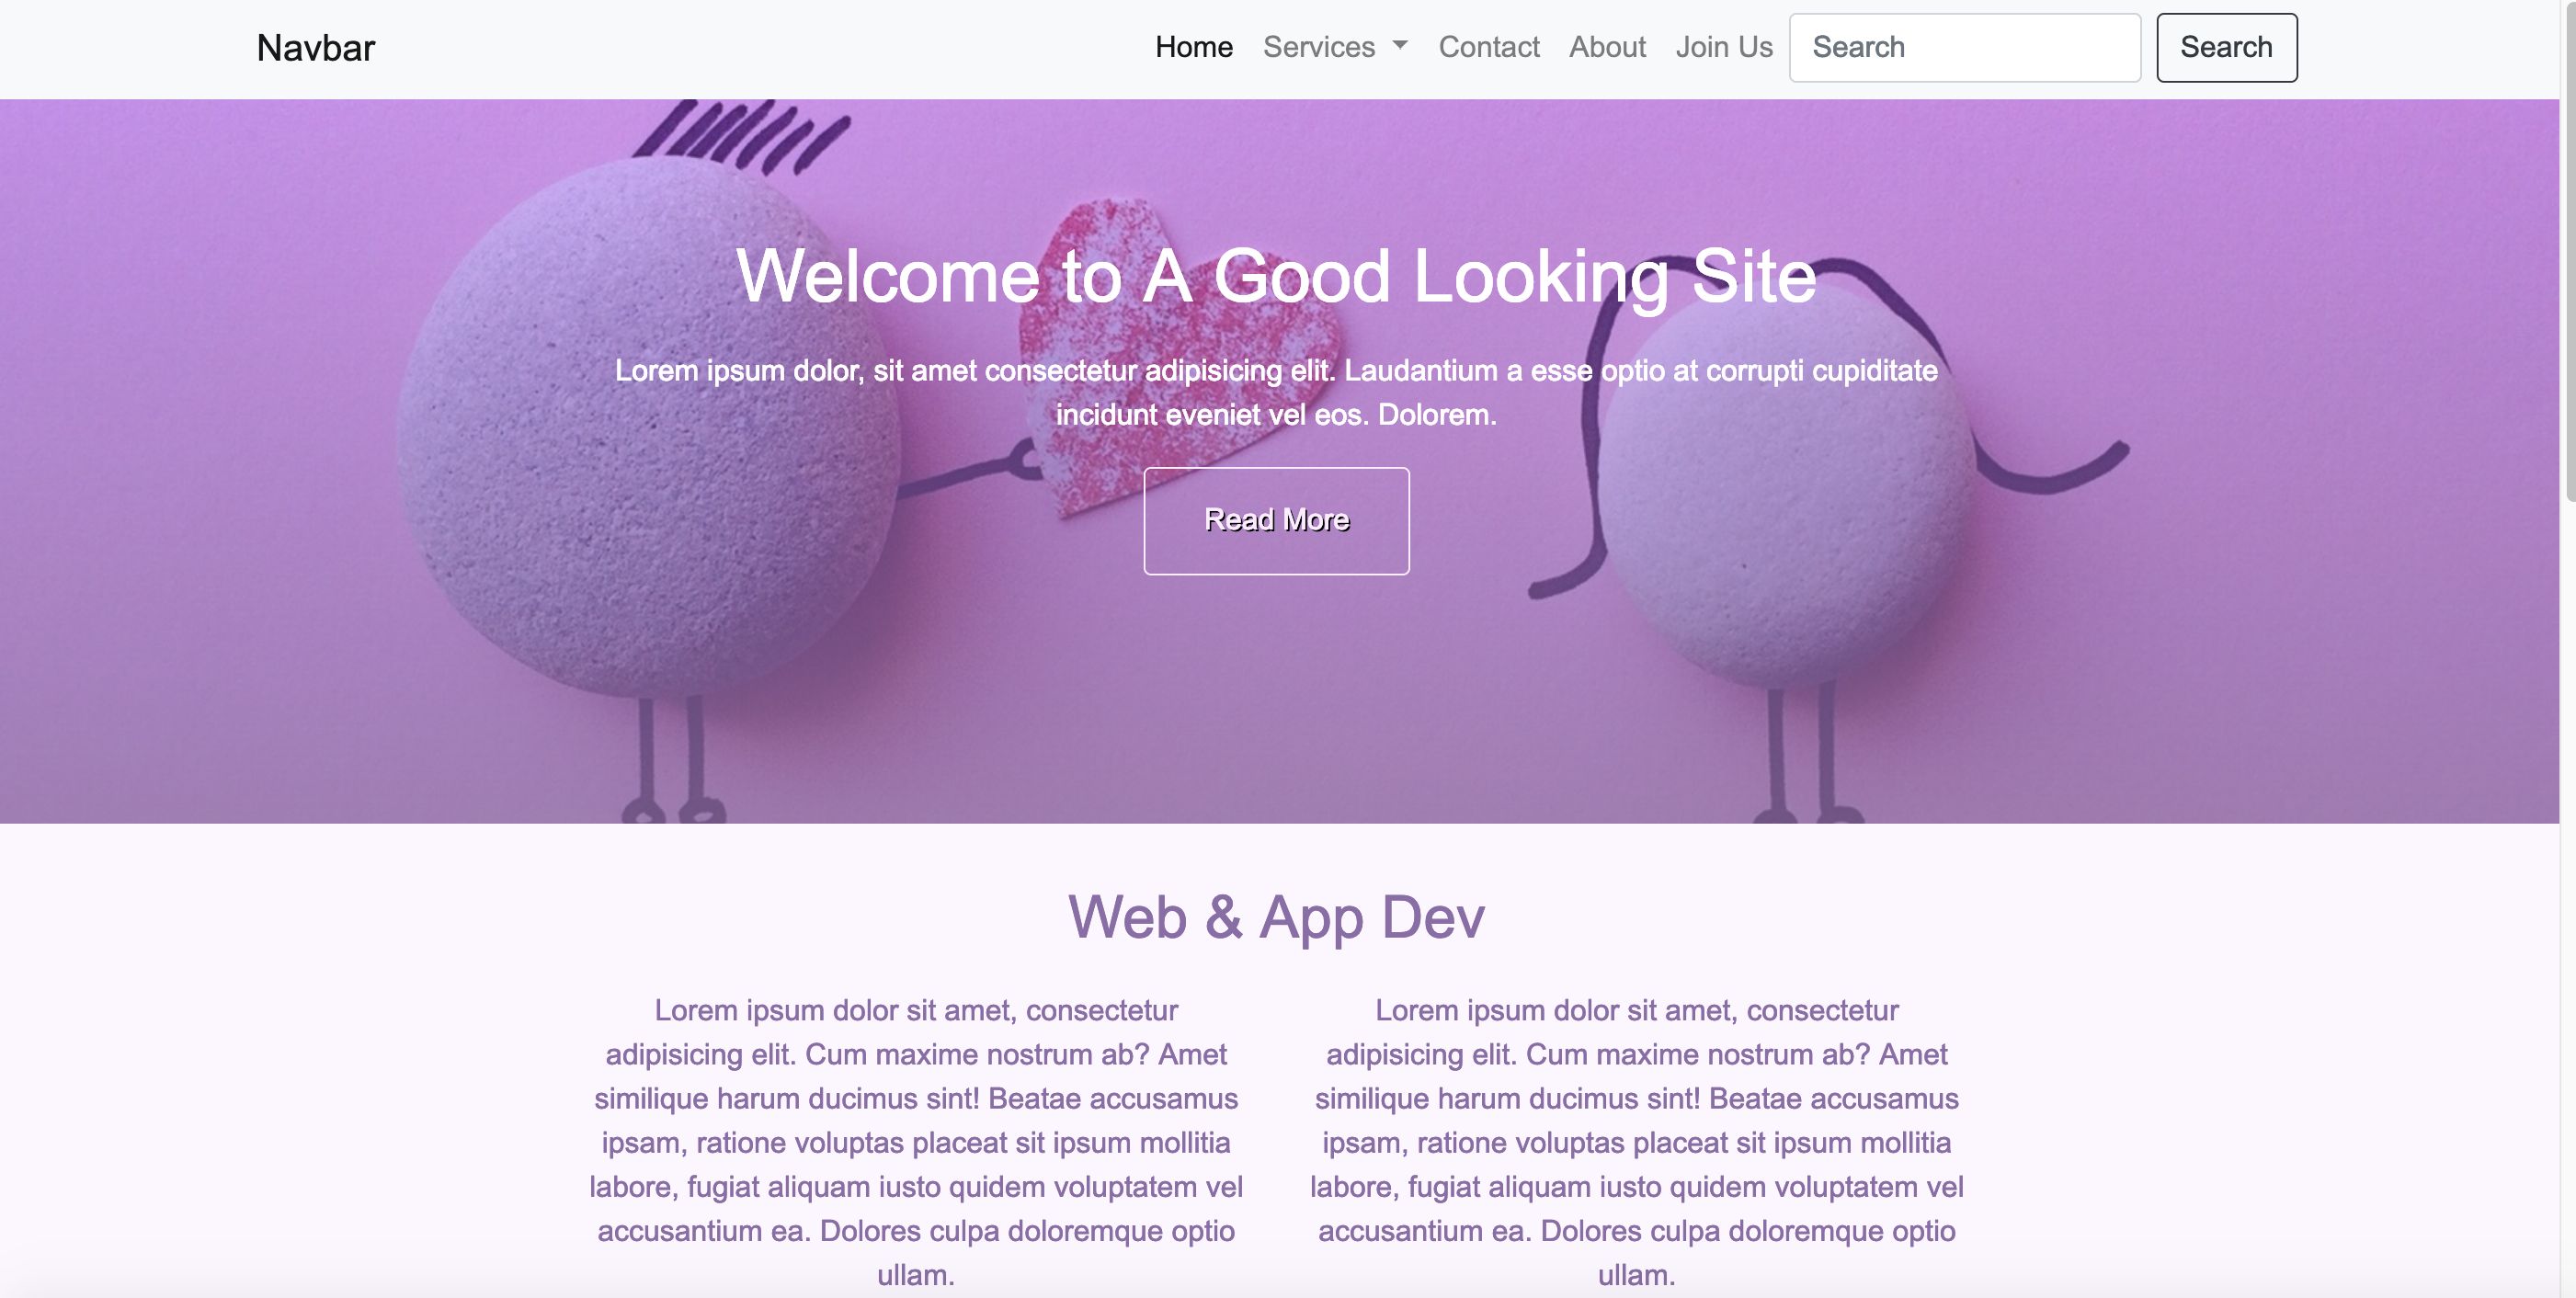 Navbar
Home Services Contact About Join Us Search Search
Welcome to A Good Looking Site
Lorem ipsum dolor, sit amet consectetur adipisicing elit. Laudantium a esse optio at corrupti cupiditate
incidunt eveniet vel eos. Dolorem.
Read More
Web & App Dev
Lorem ipsum dolor sit amet, consectetur
adipisicing elit. Cum maxime nostrum ab? Amet
similique harum ducimus sint! Beatae accusamus
ipsam, ratione voluptas placeat sit ipsum mollitia
labore, fugiat aliquam iusto quidem voluptatem vel
accusantium ea. Dolores culpa doloremque optio
ullam.
Lorem ipsum dolor sit amet, consectetur
adipisicing elit. Cum maxime nostrum ab? Amet
similique harum ducimus sint! Beatae accusamus
ipsam, ratione voluptas placeat sit ipsum mollitia
labore, fugiat aliquam iusto quidem voluptatem vel
accusantium ea. Dolores culpa doloremque optio
ullam.